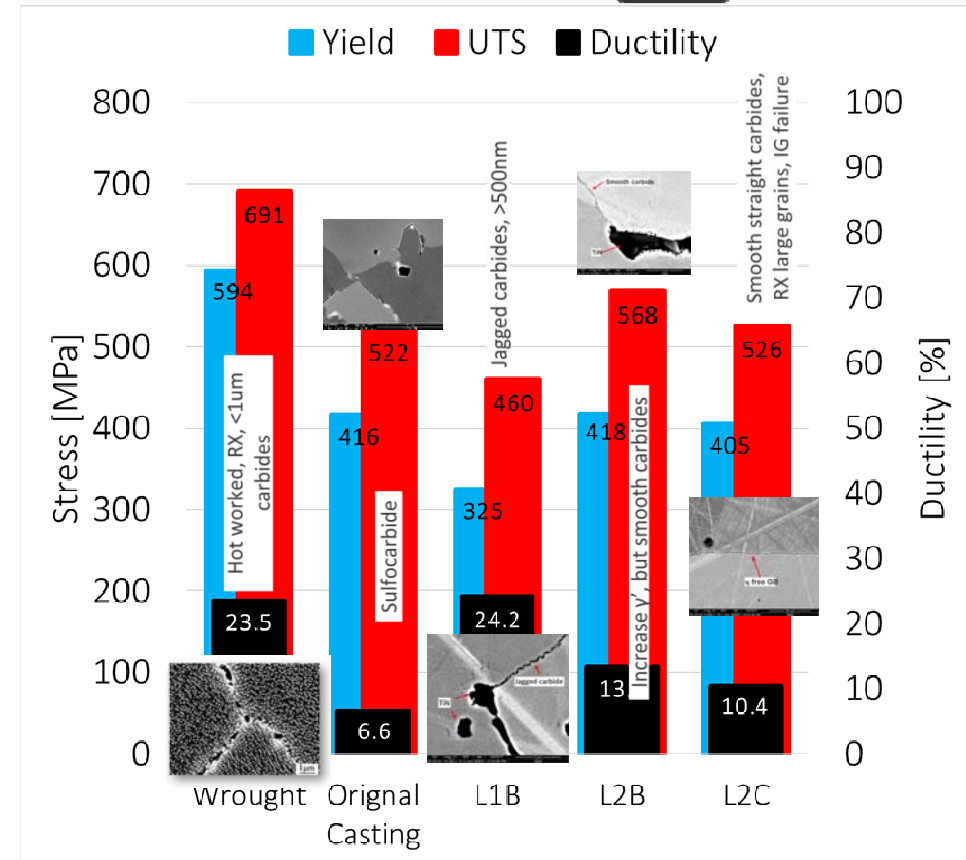 Yield UTS Ductility
800
700
600
500
400
300
200
100
0
Stress [MPa]
100
90
80
70
60
50
40
30
20
10
0
Ductility [%]
594
691
Hot worked, RX, <1um
carbides
23.5
1μm
Wrought
416
522
Sulfocarbide
6.6
Orignal
Casting
Jagged carbides, >500nm
325
460
24.2
Jagged carbide
TiN
L1B
Smooth carbide
TiN
418
568
Increase γ’, but smooth carbides
13
L2B
Smooth straight carbides,
RX large grains, IG failure
405
526
free GB
10.4
L2C